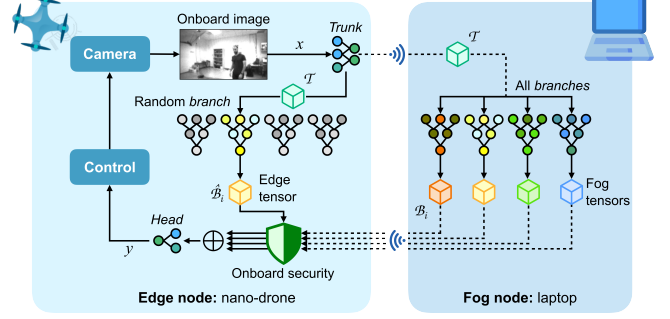 Onboard image
Trunk
Camera
x
𝒯
𝒯
Random branch
All branches
Control
Edge
tensor
ℬ̂ᵢ
ℬᵢ
Fog
tensors
Head
y
Onboard security
Edge node: nano-drone
Fog node: laptop